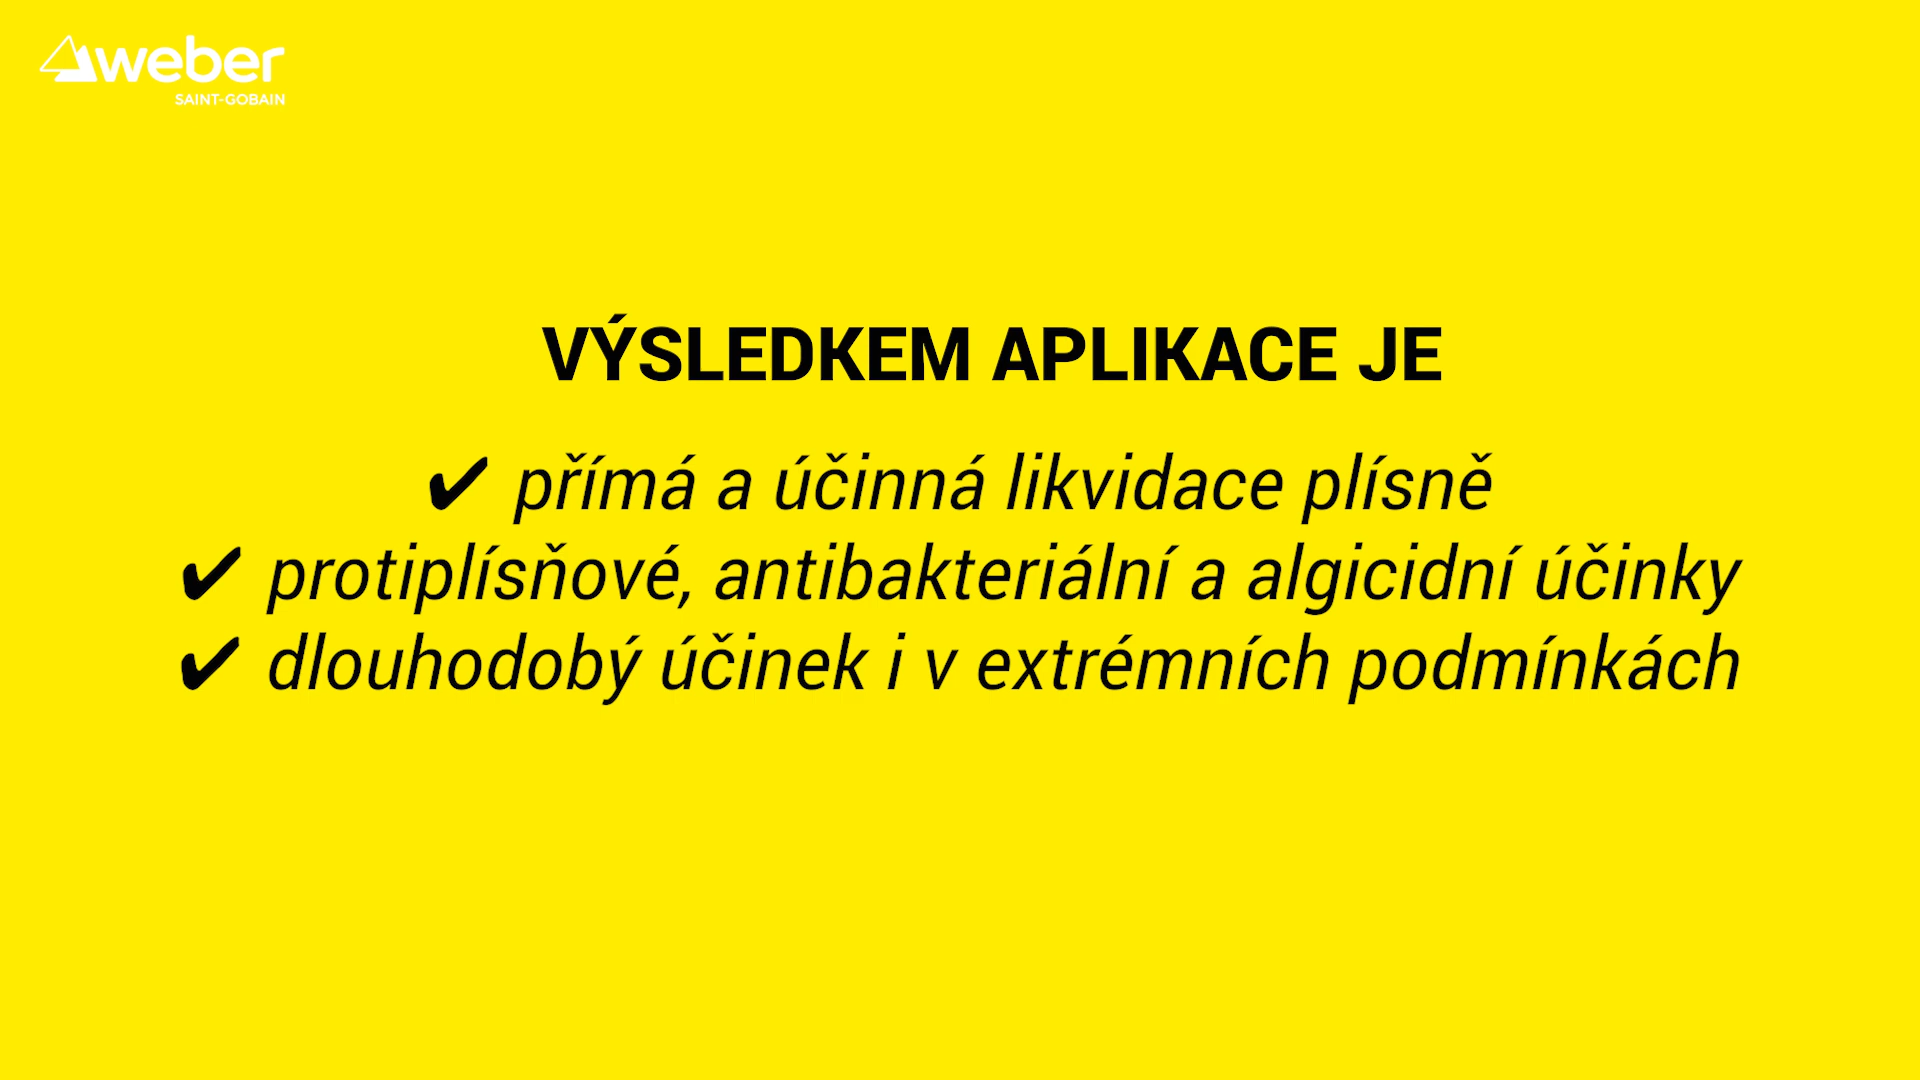 weber
SAINT-GOBAIN
VÝSLEDKEM APLIKACE JE
✔ přímá a účinná likvidace plísně
✔ protiplísňové, antibakteriální a algicidní účinky
✔ dlouhodobý účinek i v extrémních podmínkách